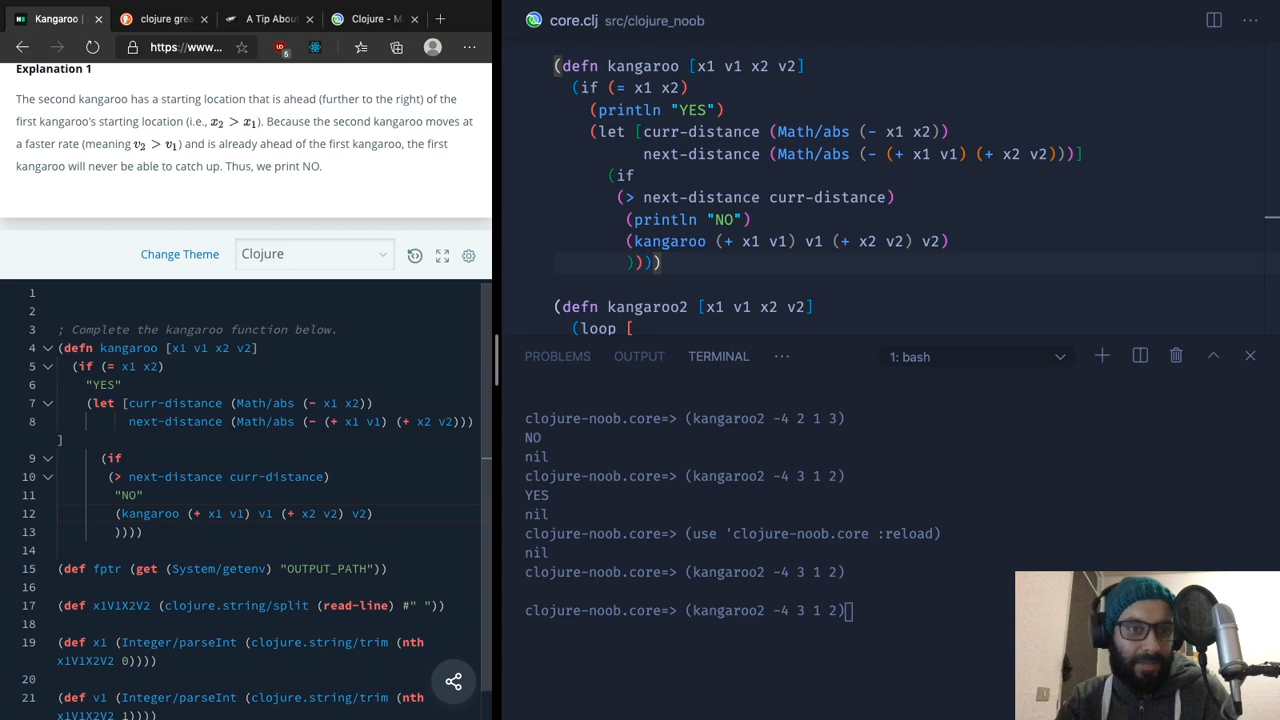 Kangaroo |
clojure grea
A Tip About
Clojure - M
https://www...
5
Explanation 1
The second kangaroo has a starting location that is ahead (further to the right) of the
first kangaroo's starting location (i.e., x2 > x1). Because the second kangaroo moves at
a faster rate (meaning v2 > v1) and is already ahead of the first kangaroo, the first
kangaroo will never be able to catch up. Thus, we print NO.
Change Theme
Clojure
1
2
3 ; Complete the kangaroo function below.
4 (defn kangaroo [x1 v1 x2 v2]
5 (if (= x1 x2)
6 "YES"
7 (let [curr-distance (Math/abs (- x1 x2))
8 next-distance (Math/abs (- (+ x1 v1) (+ x2 v2)))
]
9 (if
10 (> next-distance curr-distance)
11 "NO"
12 (kangaroo (+ x1 v1) v1 (+ x2 v2) v2)
13 ))))
14
15 (def fptr (get (System/getenv) "OUTPUT_PATH"))
16
17 (def x1V1X2V2 (clojure.string/split (read-line) #" "))
18
19 (def x1 (Integer/parseInt (clojure.string/trim (nth
x1V1X2V2 0))))
20
21 (def v1 (Integer/parseInt (clojure.string/trim (nth
x1V1X2V2 1))))
core.clj src/clojure_noob
(defn kangaroo [x1 v1 x2 v2]
(if (= x1 x2)
(println "YES")
(let [curr-distance (Math/abs (- x1 x2))
next-distance (Math/abs (- (+ x1 v1) (+ x2 v2)))]
(if
(> next-distance curr-distance)
(println "NO")
(kangaroo (+ x1 v1) v1 (+ x2 v2) v2)
))))
(defn kangaroo2 [x1 v1 x2 v2]
(loop [
PROBLEMS OUTPUT TERMINAL ··· 1: bash
clojure-noob.core=> (kangaroo2 -4 2 1 3)
NO
nil
clojure-noob.core=> (kangaroo2 -4 3 1 2)
YES
nil
clojure-noob.core=> (use 'clojure-noob.core :reload)
nil
clojure-noob.core=> (kangaroo2 -4 3 1 2)
clojure-noob.core=> (kangaroo2 -4 3 1 2)